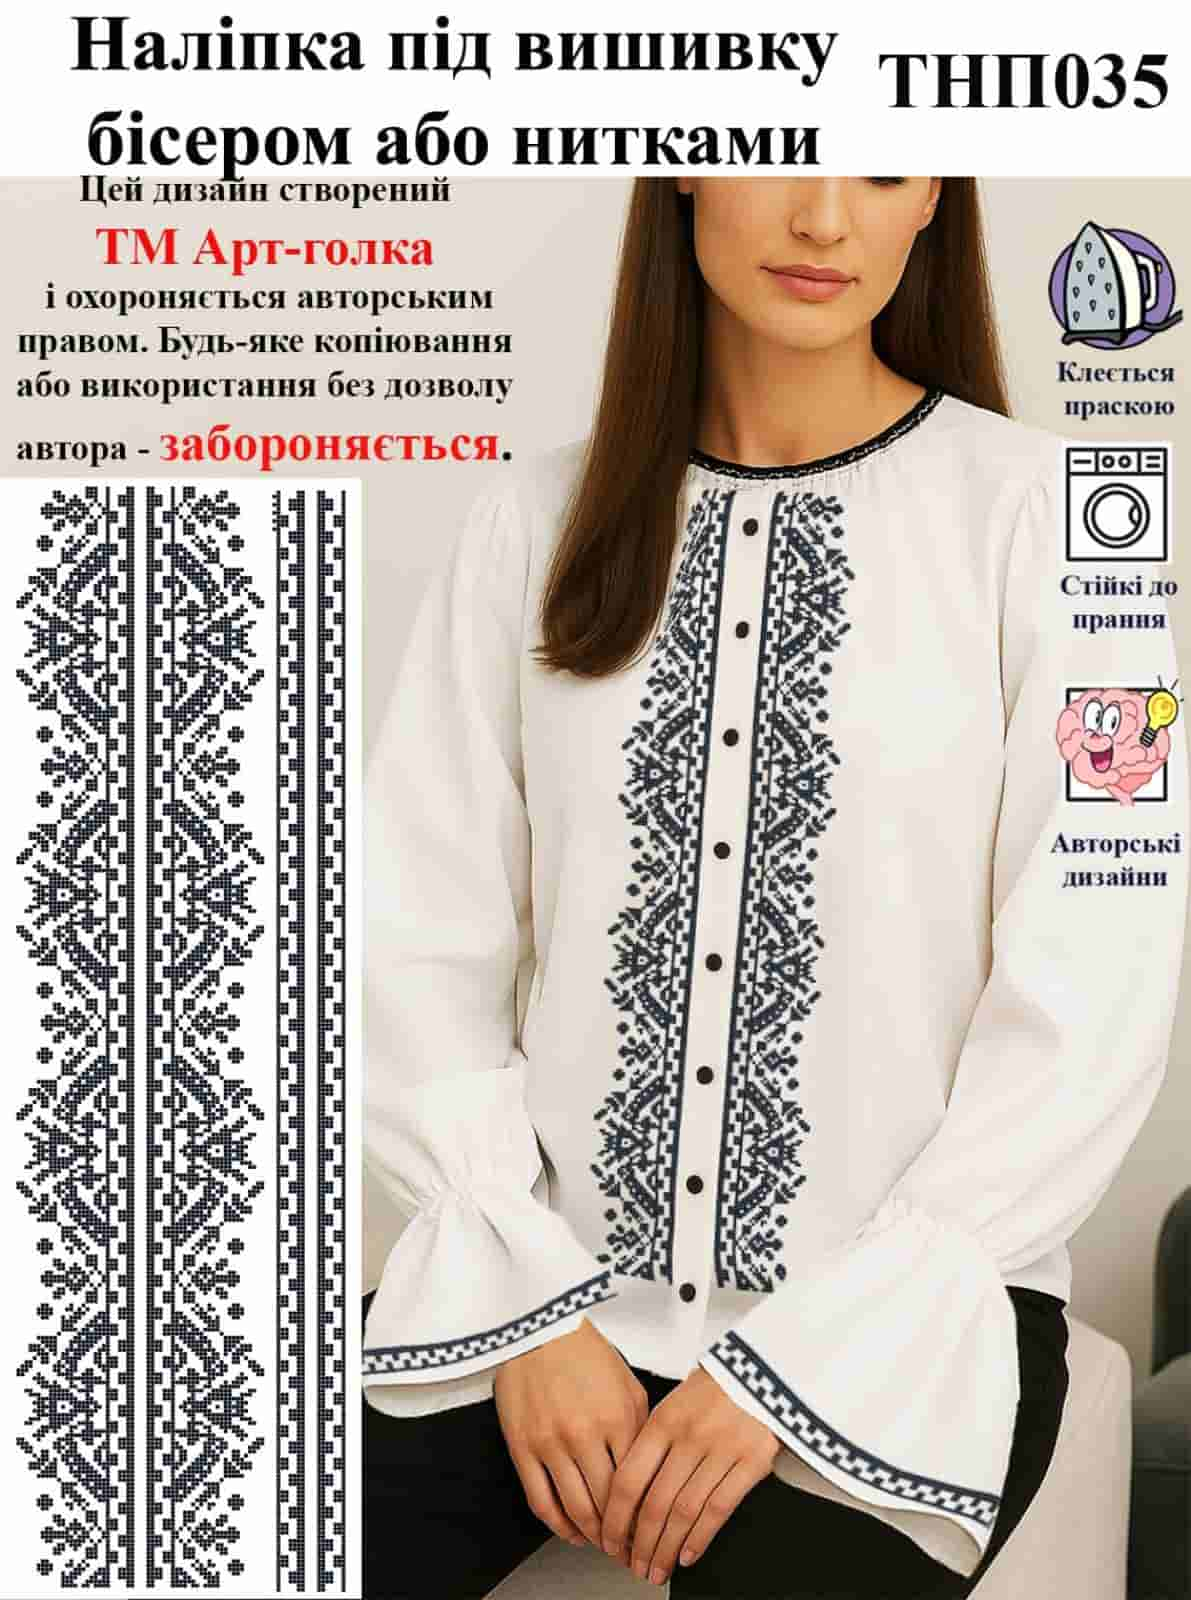 Наліпка під вишивку
бісером або нитками
ТНП035
Цей дизайн створений
ТМ Арт-голка
і охороняється авторським
правом. Будь-яке копіювання
або використання без дозволу
автора - забороняється.
Клеється
праскою
Стійкі до
прання
Авторські
дизайни